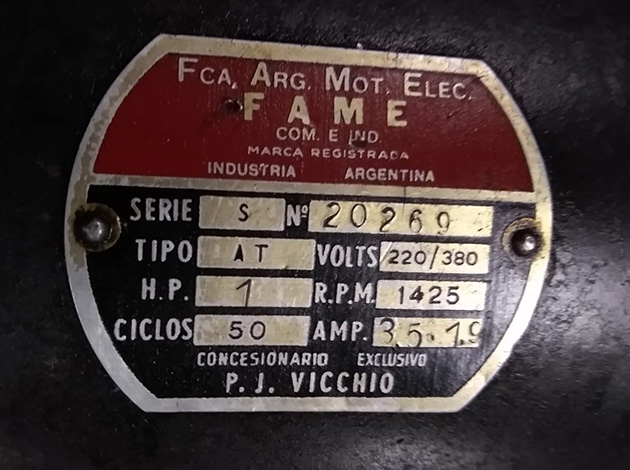 FCA. ARG. MOT. ELEC.
FAME
COM. E IND.
MARCA REGISTRADA
INDUSTRIA ARGENTINA
SERIE S Nº 20269
TIPO AT VOLTS 220/380
H.P. 1 R.P.M. 1425
CICLOS 50 AMP. 3,5-1,9
CONCESIONARIO EXCLUSIVO
P. J. VICCHIO